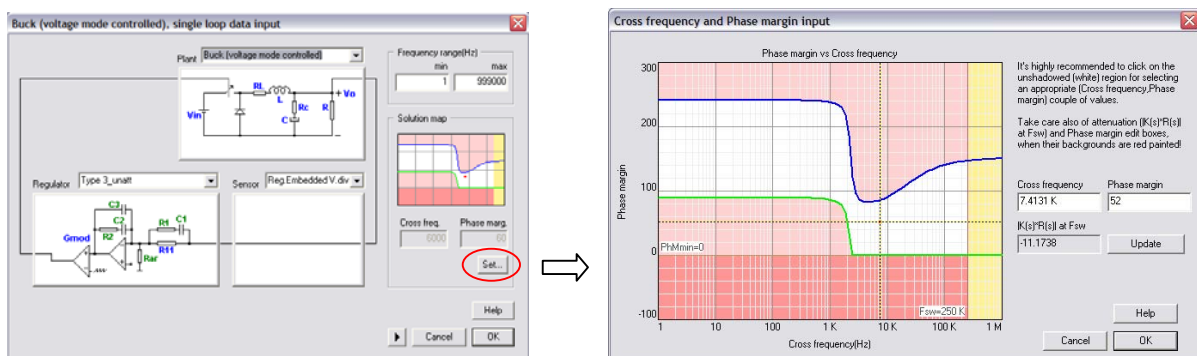 Buck (voltage mode controlled), single loop data input
Plant Buck (voltage mode controlled)
RL
L
+ Vo
Vin
Rc
R
C
Frequency range(Hz)
min max
1 999000
Solution map
Regulator Type 3_unatt
Sensor Reg.Embedded V.div
C3
C2
R2
R1 C1
Gmod
R11
Rar
Cross freq. Phase marg.
6000 60
Set...
Help
Cancel OK
Cross frequency and Phase margin input
Phase margin vs Cross frequency
300
200
100
0
-100
Phase margin
PhMmin=0
Fsw=250 K
1 10 100 1 K 10 K 100 K 1 M
Cross frequency(Hz)
It's highly recommended to click on the
unshadowed (white) region for selecting
an appropriate (Cross frequency,Phase
margin) couple of values.
Take care also of attenuation (|K(s)*R(s)|
at Fsw) and Phase margin edit boxes,
when their backgrounds are red painted!
Cross frequency Phase margin
7.4131 K 52
|K(s)*R(s)| at Fsw
-11.1738 Update
Help
Cancel OK